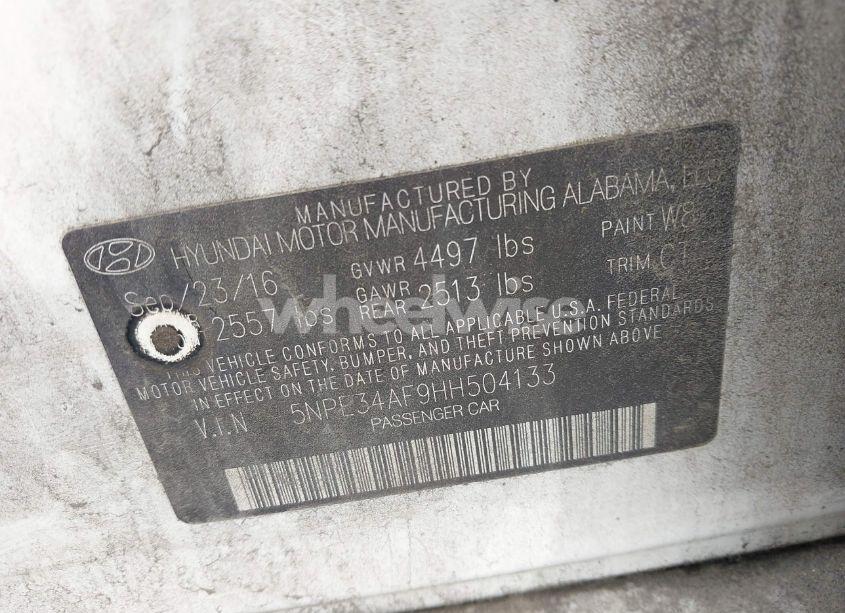 MANUFACTURED BY
HYUNDAI MOTOR MANUFACTURING ALABAMA, LLC
Sep/23/16 GVWR 4497 lbs PAINT W8
2557 lbs GAWR REAR 2513 lbs TRIM CT
THIS VEHICLE CONFORMS TO ALL APPLICABLE U.S.A. FEDERAL
MOTOR VEHICLE SAFETY, BUMPER, AND THEFT PREVENTION STANDARDS
IN EFFECT ON THE DATE OF MANUFACTURE SHOWN ABOVE
V.I.N 5NPE34AF9HH504133
PASSENGER CAR
wheelwise